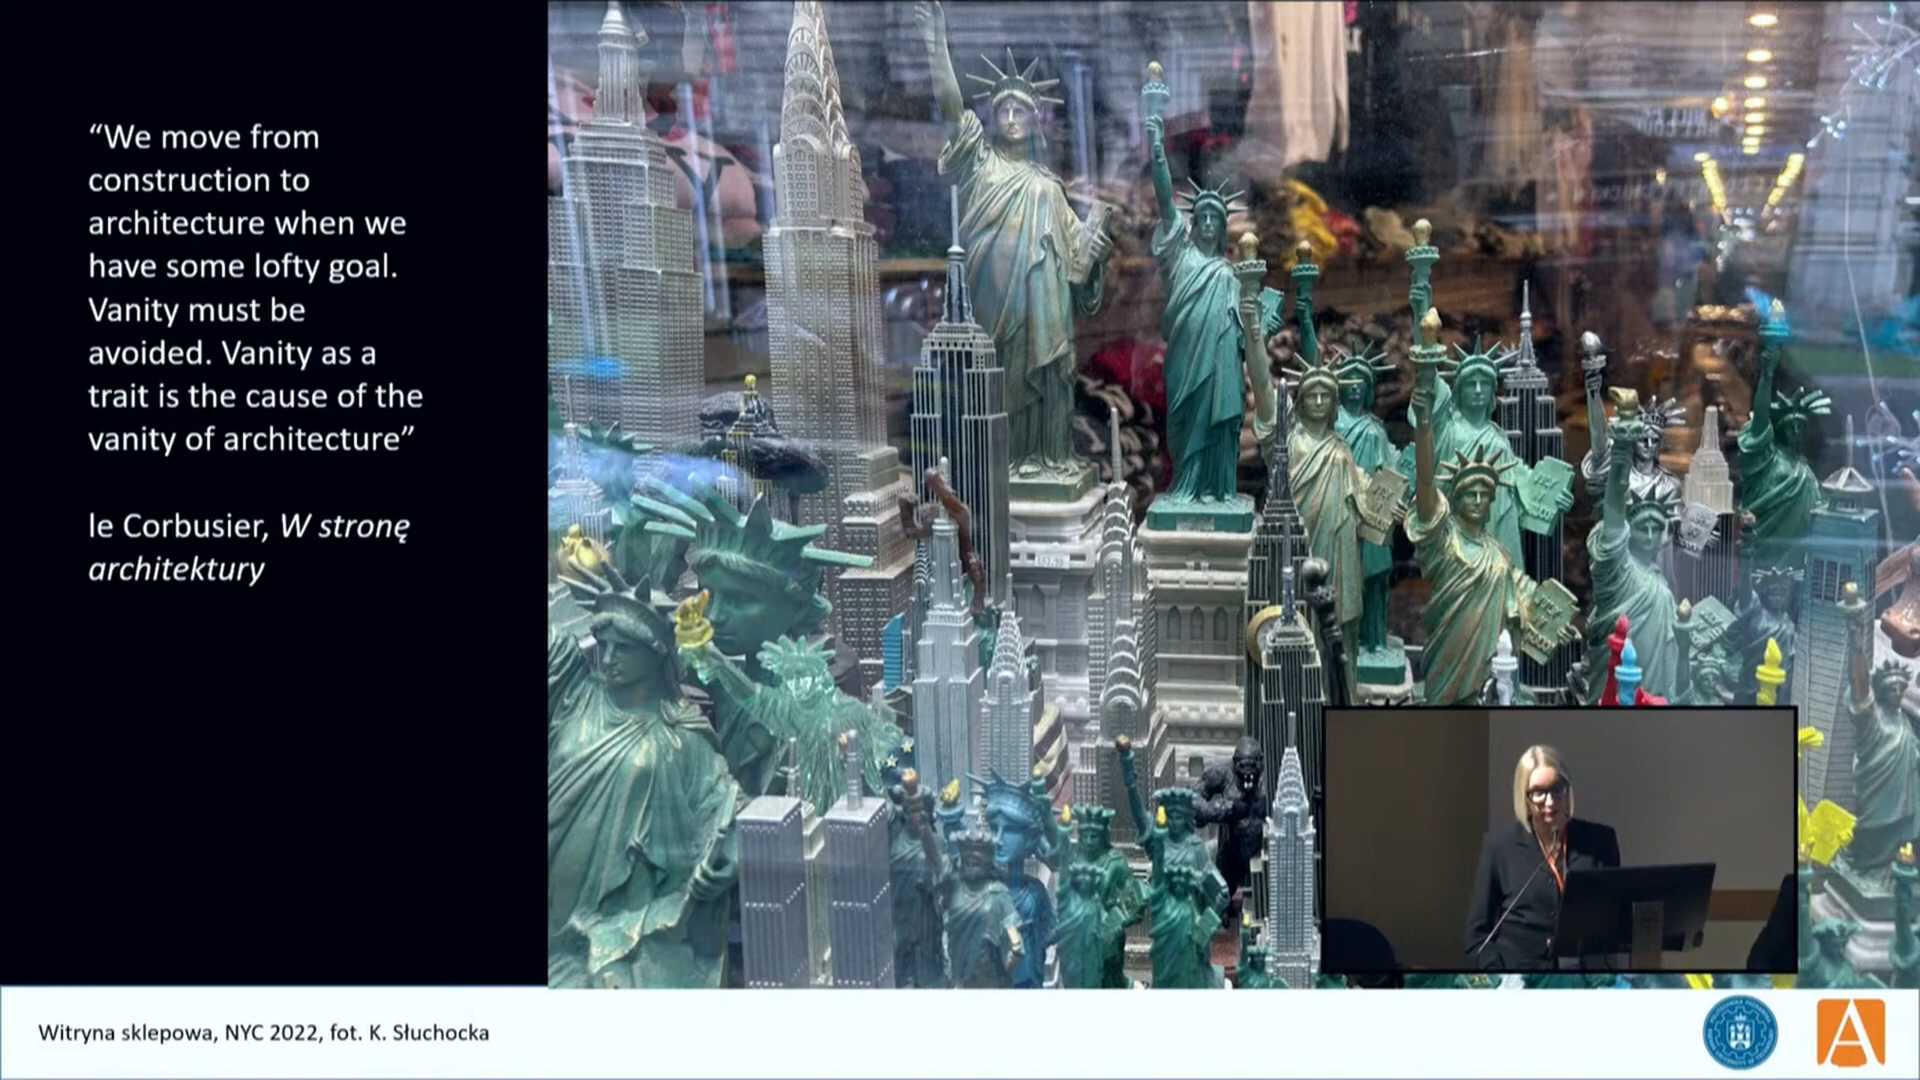 “We move from
construction to
architecture when we
have some lofty goal.
Vanity must be
avoided. Vanity as a
trait is the cause of the
vanity of architecture”
le Corbusier, W stronę
architektury
Witryna sklepowa, NYC 2022, fot. K. Słuchocka
A